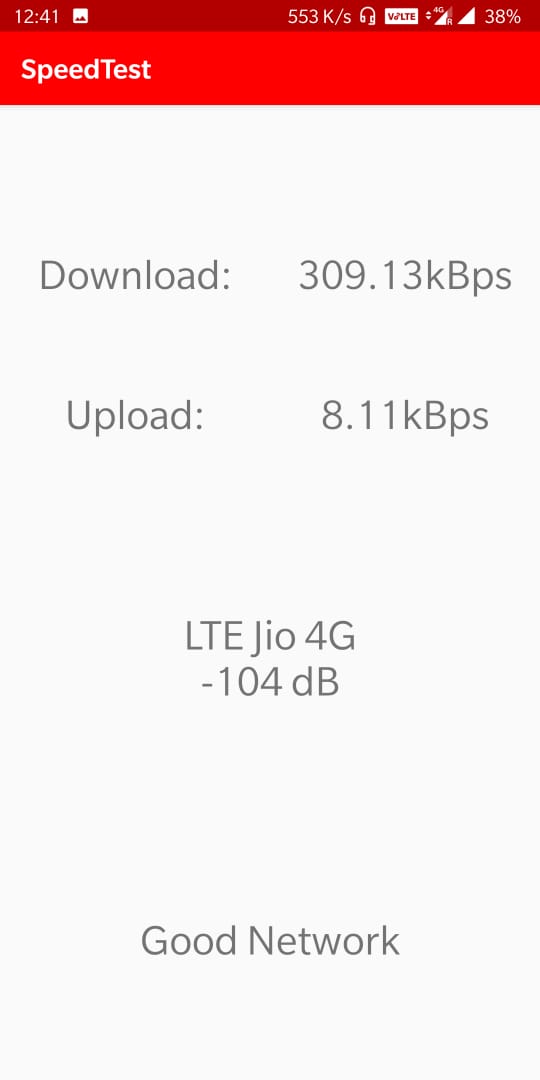 12:41 553 K/s VoLTE 4G R 38%
SpeedTest
Download: 309.13kBps
Upload: 8.11kBps
LTE Jio 4G
-104 dB
Good Network